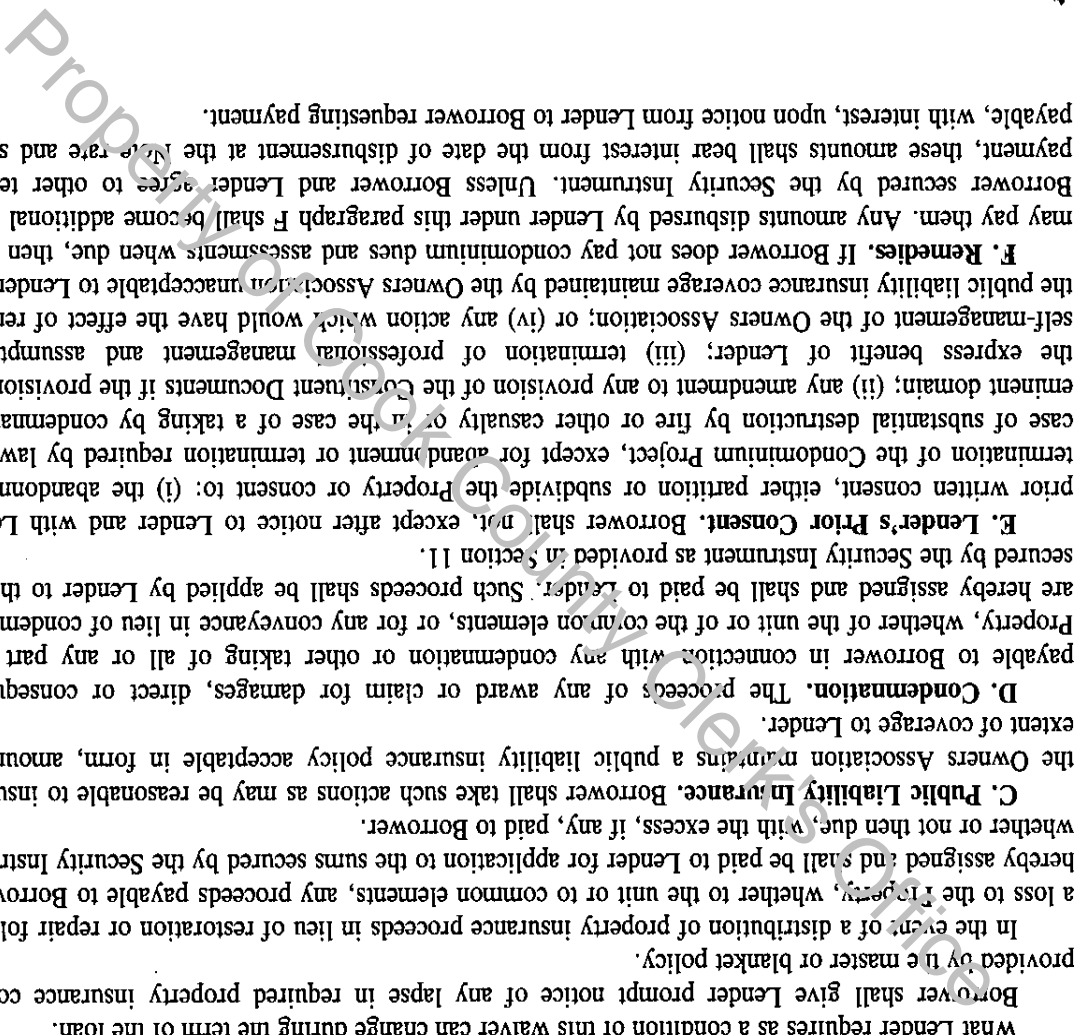 What Lender requires as a condition of this waiver can change during the term of the loan.
Borrower shall give Lender prompt notice of any lapse in required property insurance co
provided by the master or blanket policy.
In the event of a distribution of property insurance proceeds in lieu of restoration or repair fol
a loss to the Property, whether to the unit or to common elements, any proceeds payable to Borrov
hereby assigned and shall be paid to Lender for application to the sums secured by the Security Instr
whether or not then due, with the excess, if any, paid to Borrower.
C. Public Liability Insurance. Borrower shall take such actions as may be reasonable to insu
the Owners Association maintains a public liability insurance policy acceptable in form, amoun
extent of coverage to Lender.
D. Condemnation. The proceeds of any award or claim for damages, direct or consequ
payable to Borrower in connection with any condemnation or other taking of all or any part
Property, whether of the unit or of the common elements, or for any conveyance in lieu of condem
are hereby assigned and shall be paid to Lender. Such proceeds shall be applied by Lender to th
secured by the Security Instrument as provided in Section 11.
E. Lender's Prior Consent. Borrower shall not, except after notice to Lender and with Le
prior written consent, either partition or subdivide the Property or consent to: (i) the abandonn
termination of the Condominium Project, except for abandonment or termination required by law
case of substantial destruction by fire or other casualty or in the case of a taking by condemna
eminent domain; (ii) any amendment to any provision of the Constituent Documents if the provision
the express benefit of Lender; (iii) termination of professional management and assumpt
self-management of the Owners Association; or (iv) any action which would have the effect of ren
the public liability insurance coverage maintained by the Owners Association unacceptable to Lender
F. Remedies. If Borrower does not pay condominium dues and assessments when due, then
may pay them. Any amounts disbursed by Lender under this paragraph F shall become additional
Borrower secured by the Security Instrument. Unless Borrower and Lender agree to other te
payment, these amounts shall bear interest from the date of disbursement at the Note rate and s
payable, with interest, upon notice from Lender to Borrower requesting payment.
Property of Cook County Clerk's Office